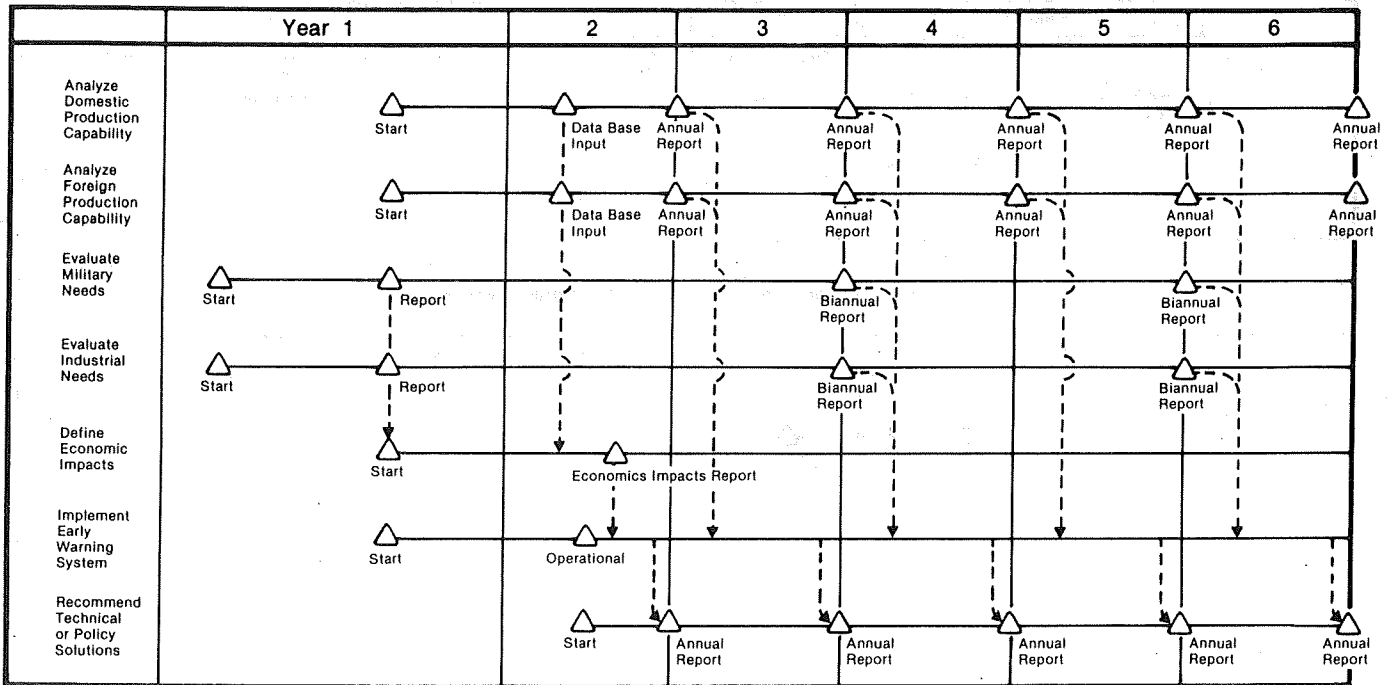 Year 1 2 3 4 5 6
Analyze
Domestic
Production
Capability
Start
Data Base
Input
Annual
Report
Annual
Report
Annual
Report
Annual
Report
Annual
Report
Analyze
Foreign
Production
Capability
Start
Data Base
Input
Annual
Report
Annual
Report
Annual
Report
Annual
Report
Annual
Report
Evaluate
Military
Needs
Start
Report
Biannual
Report
Biannual
Report
Evaluate
Industrial
Needs
Start
Report
Biannual
Report
Biannual
Report
Define
Economic
Impacts
Start
Economics Impacts Report
Implement
Early
Warning
System
Start
Operational
Recommend
Technical
or Policy
Solutions
Start
Annual
Report
Annual
Report
Annual
Report
Annual
Report
Annual
Report